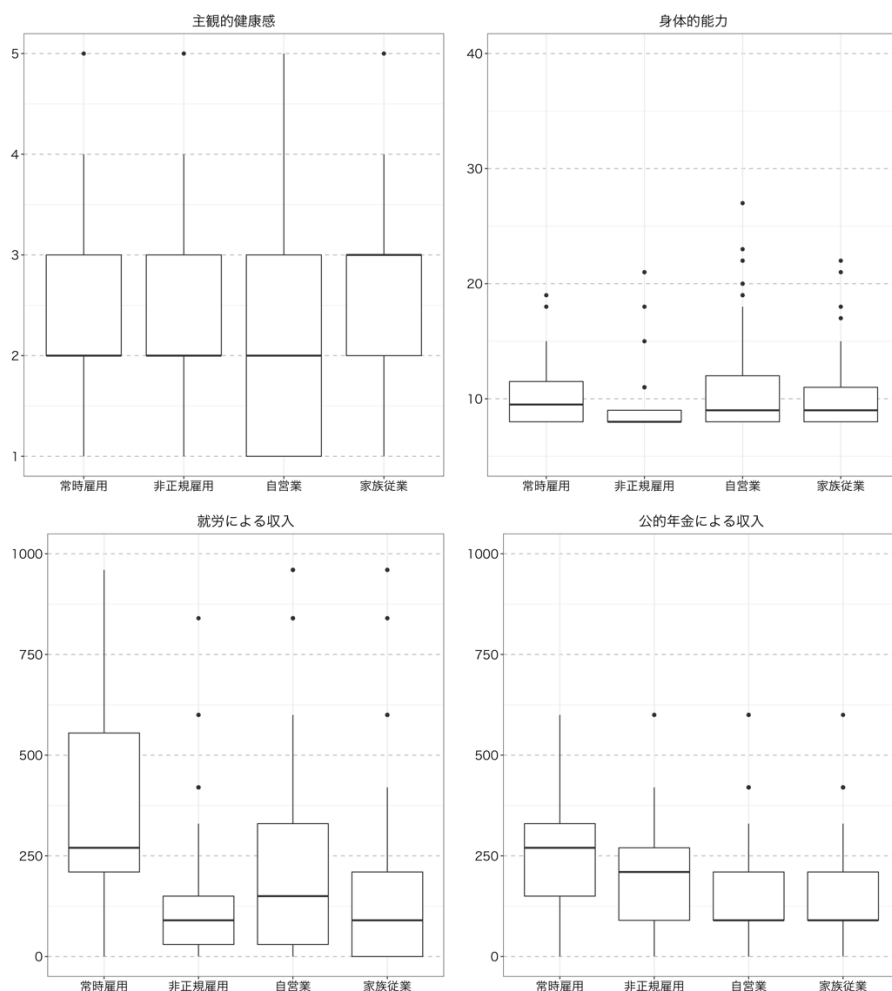 主観的健康感
5
4
3
2
1
常時雇用 非正規雇用 自営業 家族従業
身体的能力
40
30
20
10
常時雇用 非正規雇用 自営業 家族従業
就労による収入
1000
750
500
250
0
常時雇用 非正規雇用 自営業 家族従業
公的年金による収入
1000
750
500
250
0
常時雇用 非正規雇用 自営業 家族従業